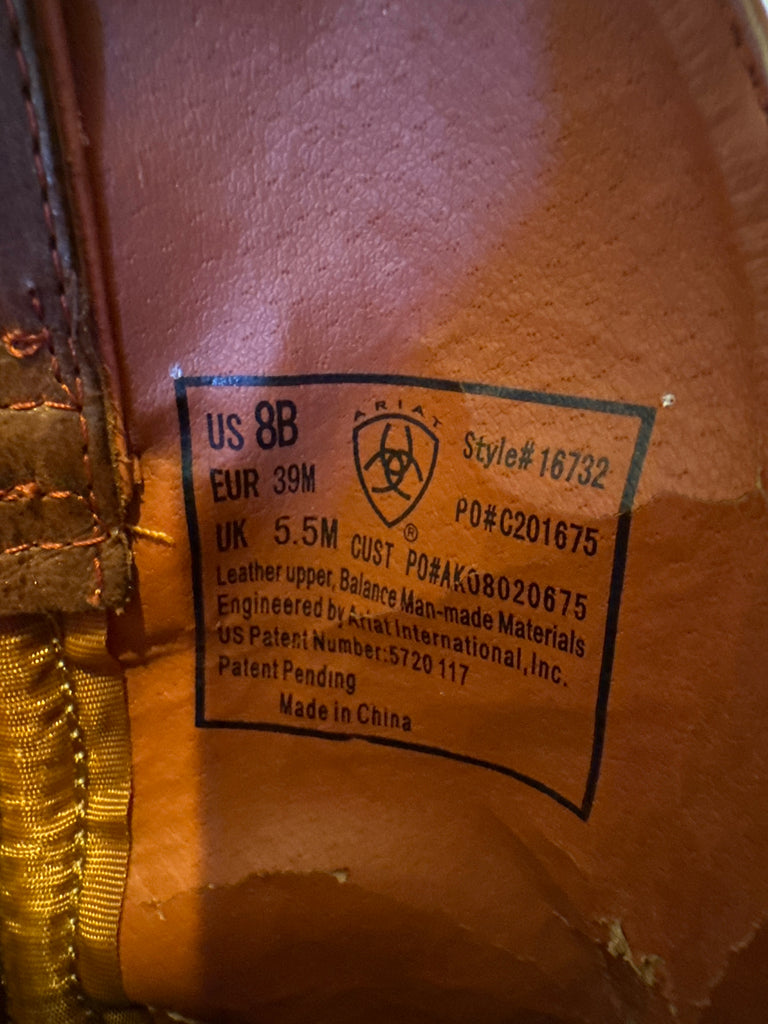 US 8B
ARIAT
Style# 16732
EUR 39M
®
PO#C201675
UK 5.5M
CUST PO#AK08020675
Leather upper, Balance Man-made Materials
Engineered by Ariat International, Inc.
US Patent Number:5720 117
Patent Pending
Made in China